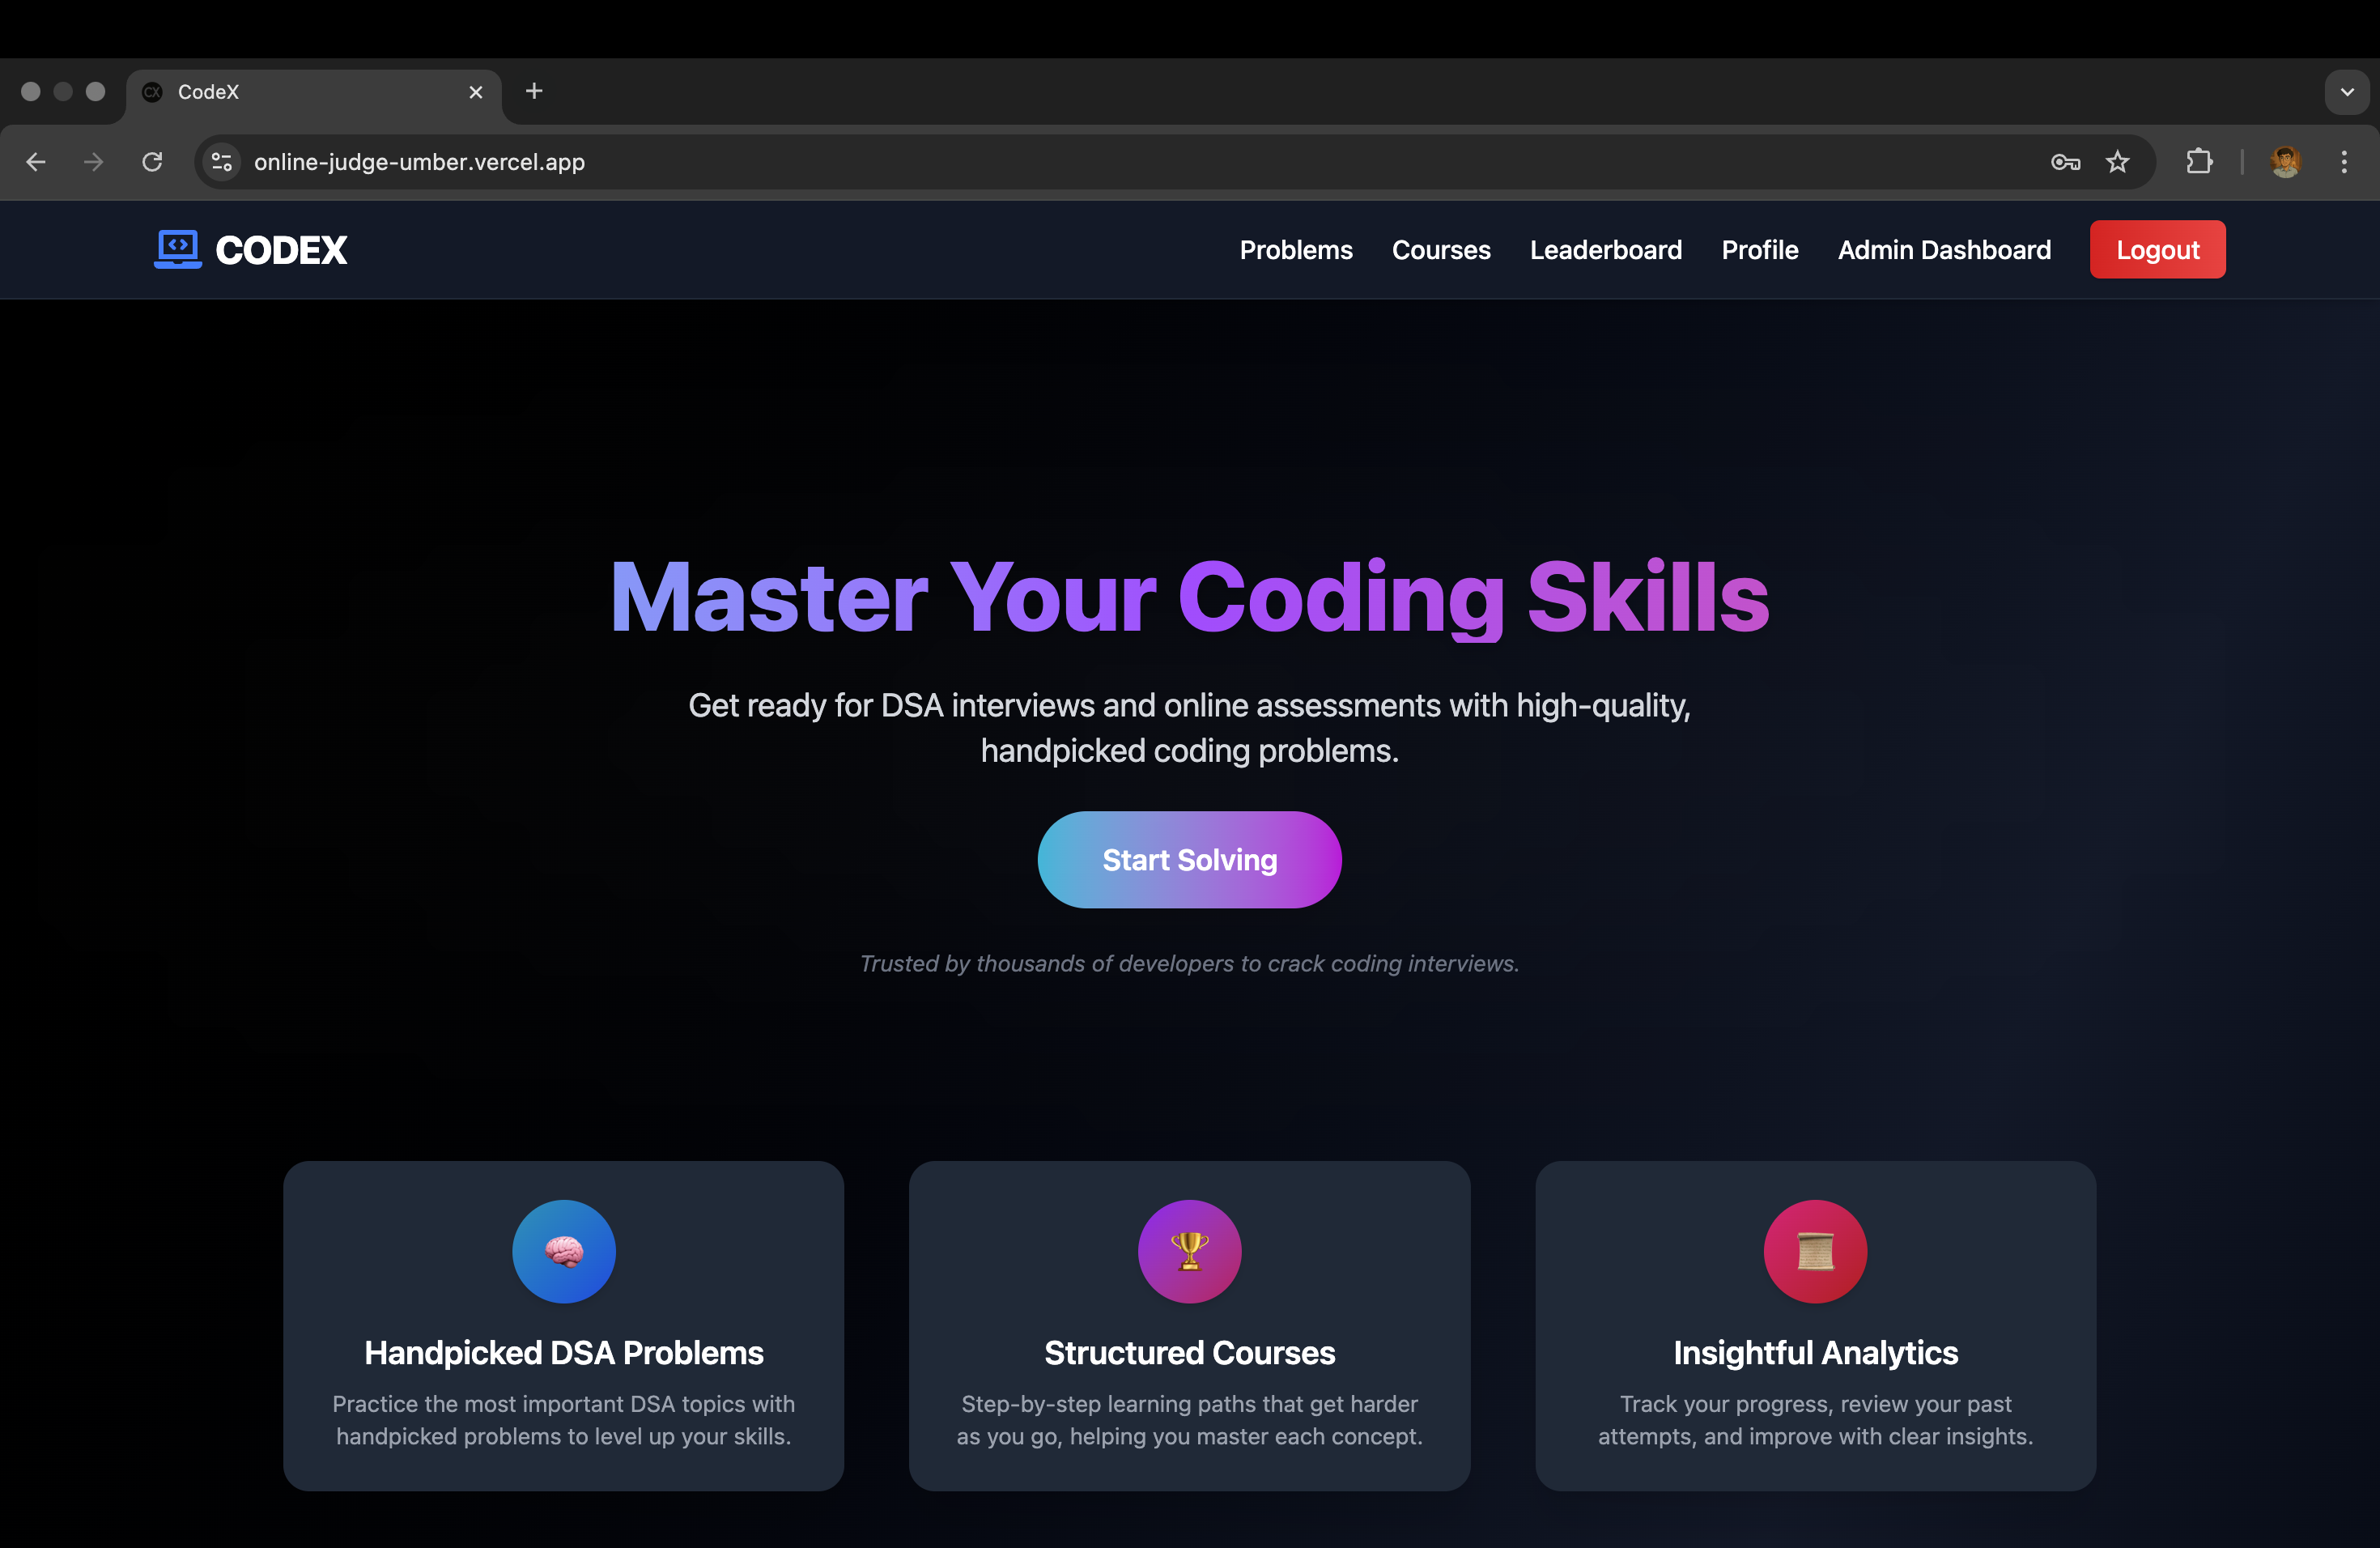 CodeX
online-judge-umber.vercel.app
CODEX
Problems Courses Leaderboard Profile Admin Dashboard Logout
Master Your Coding Skills
Get ready for DSA interviews and online assessments with high-quality,
handpicked coding problems.
Start Solving
Trusted by thousands of developers to crack coding interviews.
Handpicked DSA Problems
Practice the most important DSA topics with
handpicked problems to level up your skills.
Structured Courses
Step-by-step learning paths that get harder
as you go, helping you master each concept.
Insightful Analytics
Track your progress, review your past
attempts, and improve with clear insights.